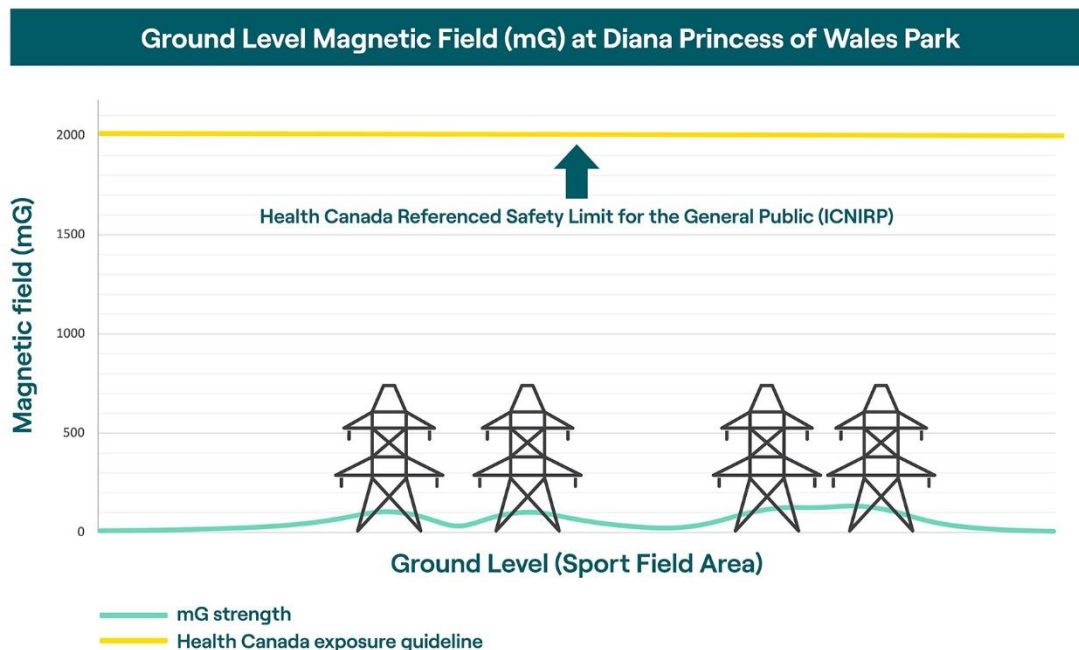 Ground Level Magnetic Field (mG) at Diana Princess of Wales Park
Magnetic field (mG)
2000
1500
1000
500
0
Health Canada Referenced Safety Limit for the General Public (ICNIRP)
Ground Level (Sport Field Area)
mG strength
Health Canada exposure guideline